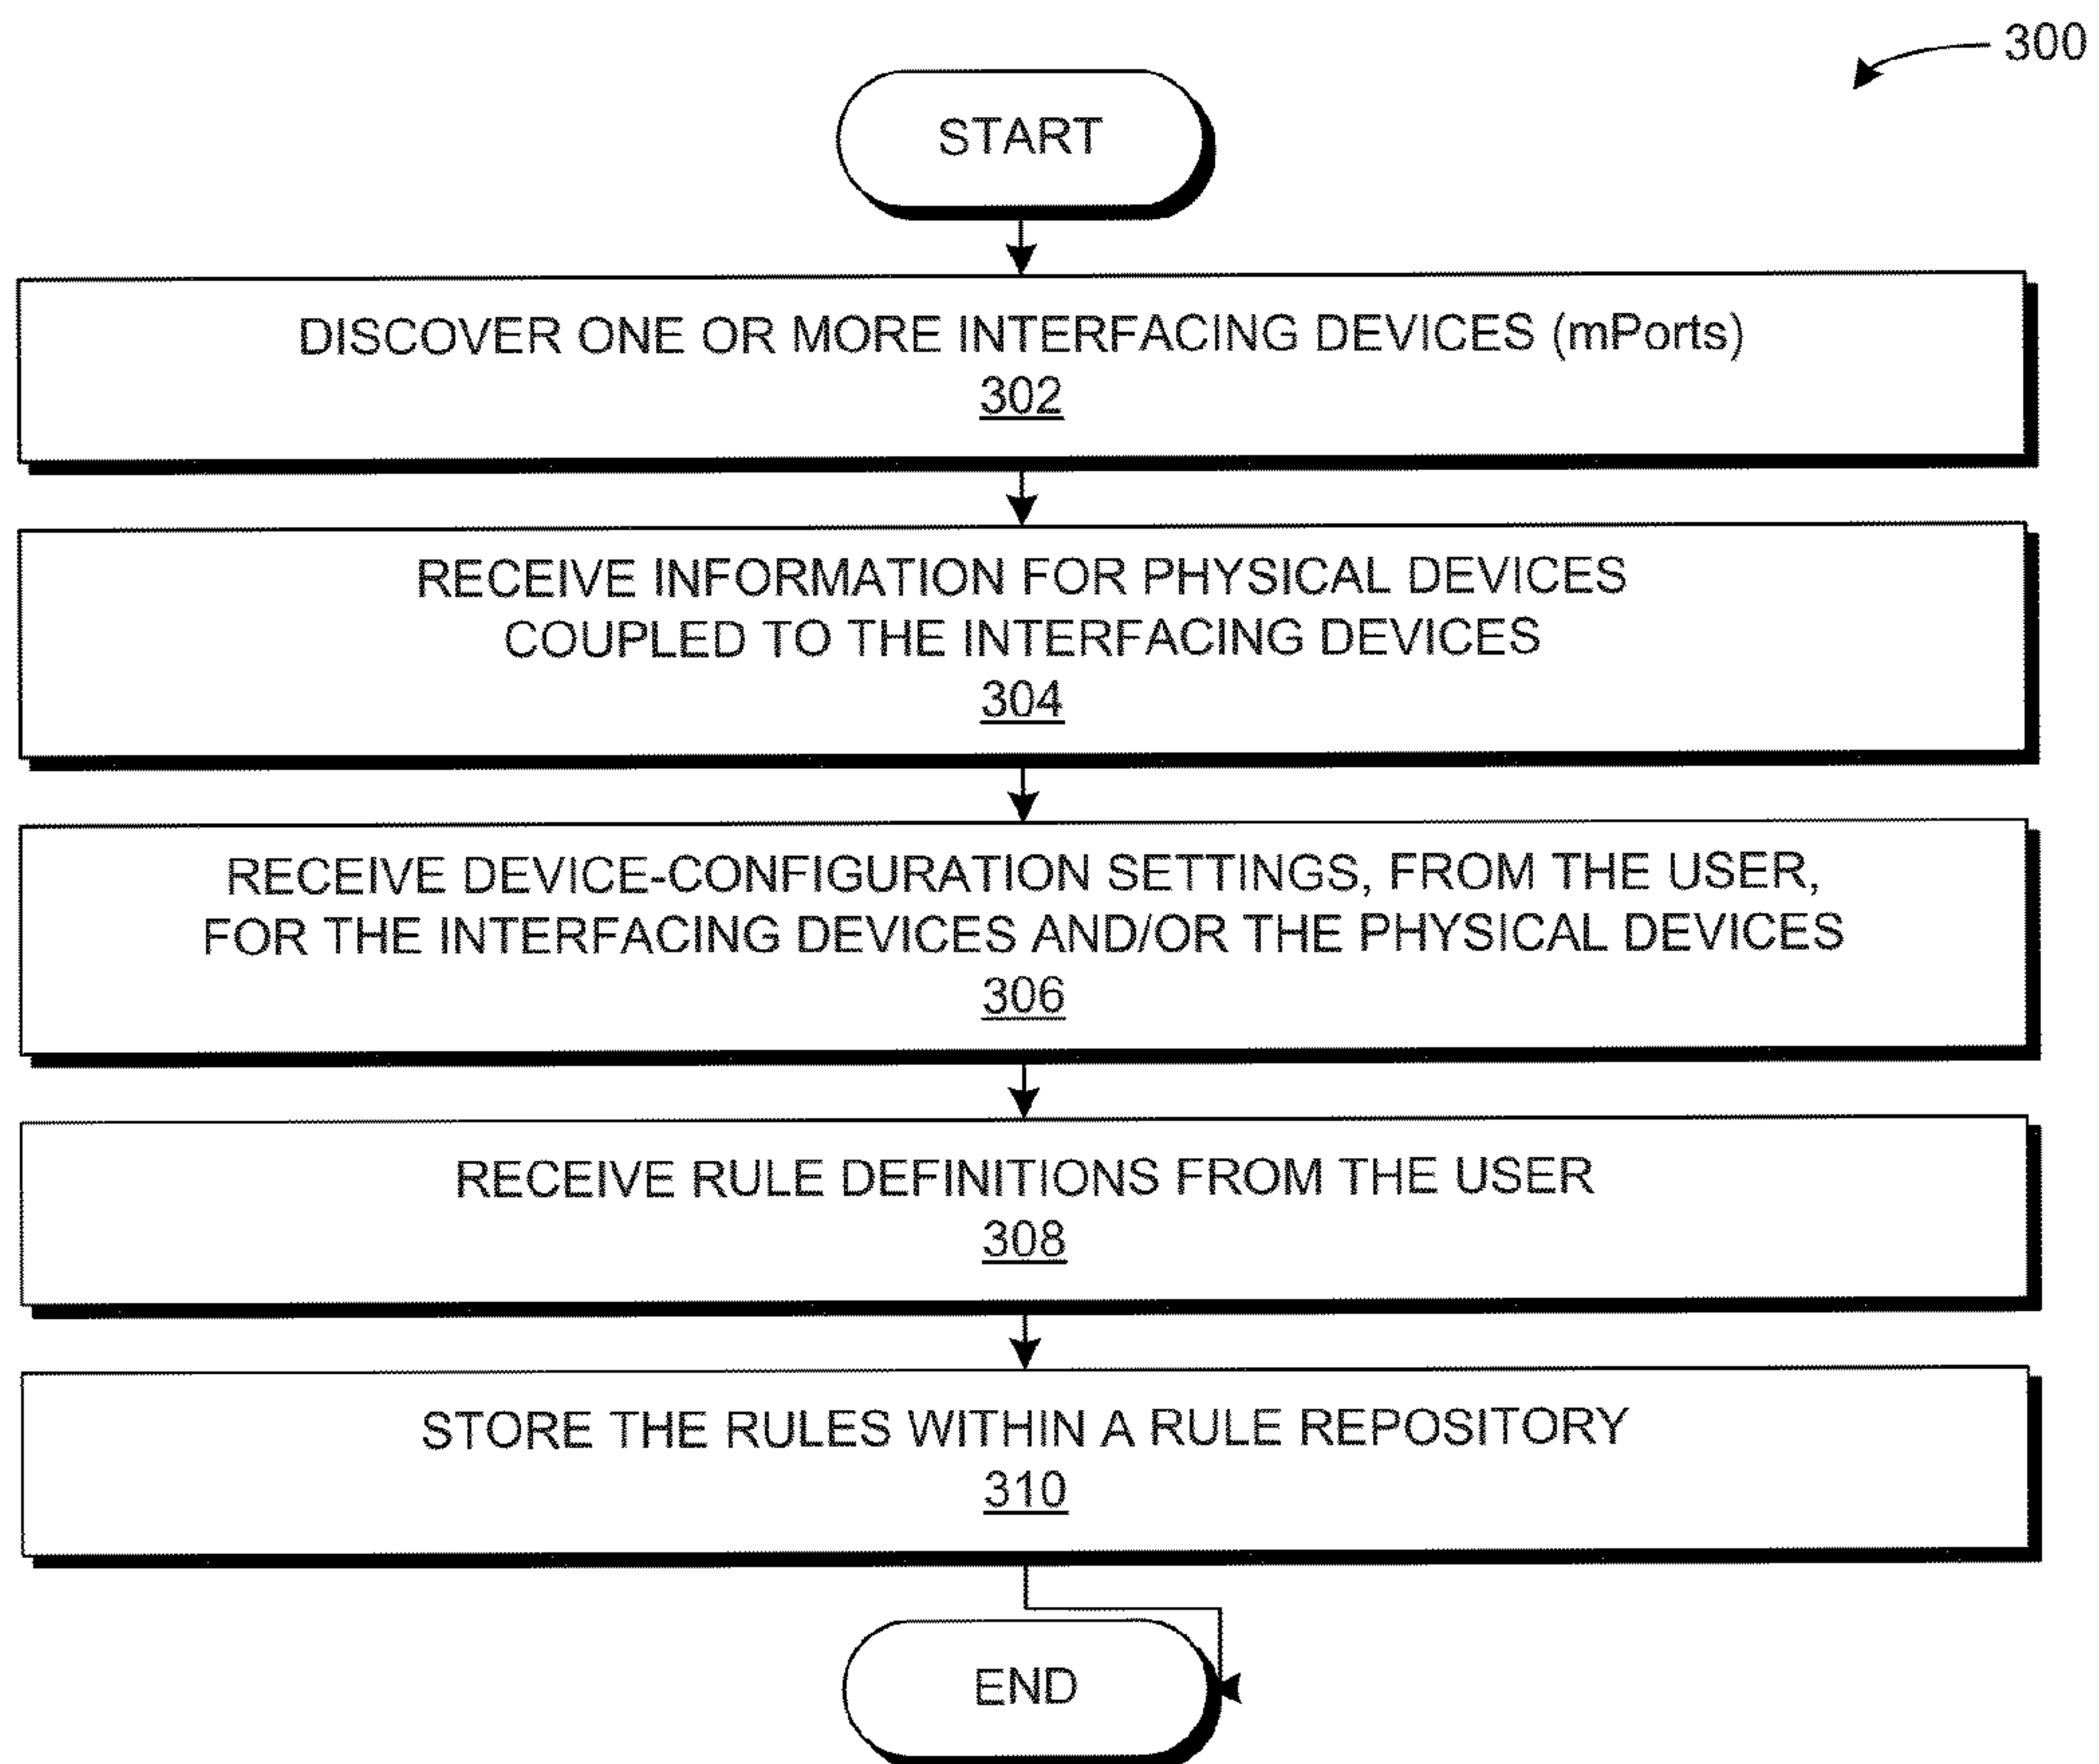 300
START
DISCOVER ONE OR MORE INTERFACING DEVICES (mPorts)
302
RECEIVE INFORMATION FOR PHYSICAL DEVICES
COUPLED TO THE INTERFACING DEVICES
304
RECEIVE DEVICE-CONFIGURATION SETTINGS, FROM THE USER,
FOR THE INTERFACING DEVICES AND/OR THE PHYSICAL DEVICES
306
RECEIVE RULE DEFINITIONS FROM THE USER
308
STORE THE RULES WITHIN A RULE REPOSITORY
310
END